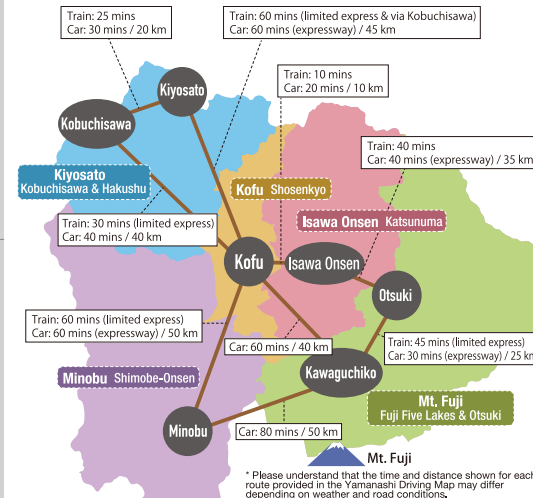 Train: 25 mins
Car: 30 mins / 20 km
Train: 60 mins (limited express & via Kobuchisawa)
Car: 60 mins (expressway) / 45 km
Kiyosato
Train: 10 mins
Car: 20 mins / 10 km
Kobuchisawa
Train: 40 mins
Car: 40 mins (expressway) / 35 km
Kiyosato
Kobuchisawa & Hakushu
Kofu Shosenkyo
Isawa Onsen Katsunuma
Train: 30 mins (limited express)
Car: 40 mins / 40 km
Kofu
Isawa Onsen
Otsuki
Train: 60 mins (limited express)
Car: 60 mins (expressway) / 50 km
Car: 60 mins / 40 km
Train: 45 mins (limited express)
Car: 30 mins (expressway) / 25 km
Kawaguchiko
Minobu Shimobe-Onsen
Mt. Fuji
Fuji Five Lakes & Otsuki
Minobu
Car: 80 mins / 50 km
Mt. Fuji
* Please understand that the time and distance shown for each
route provided in the Yamanashi Driving Map may differ
depending on weather and road conditions.